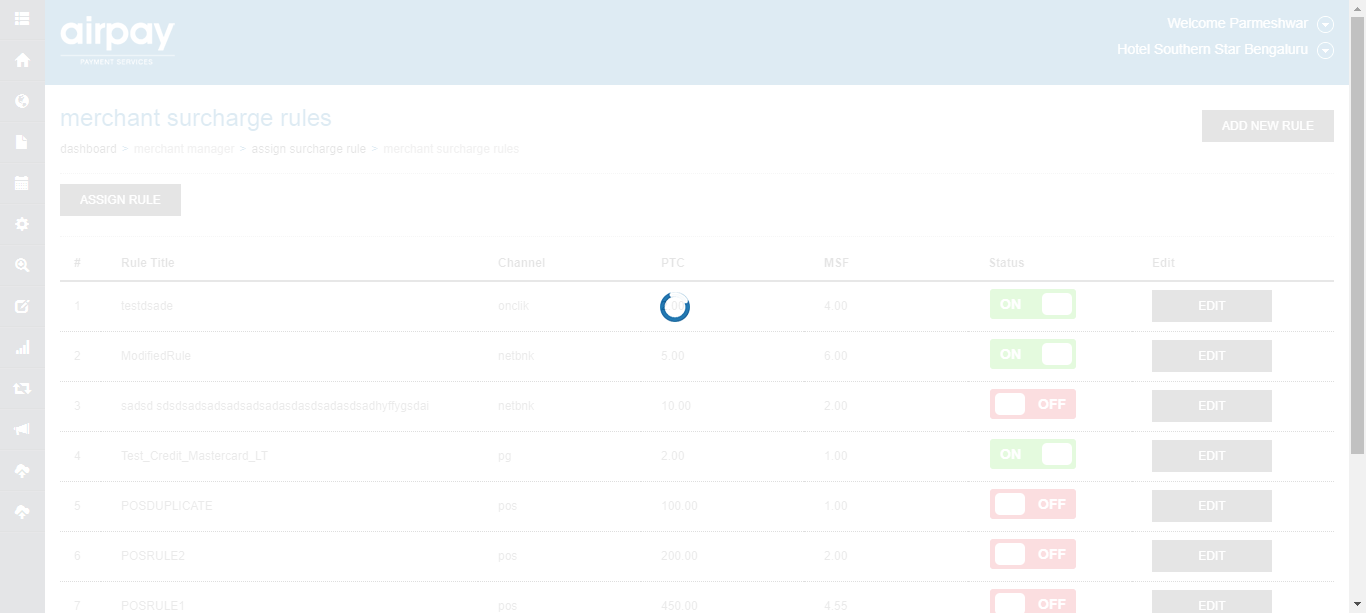 airpay
PAYMENT SERVICES
Welcome Parmeshwar
Hotel Southern Star Bengaluru
merchant surcharge rules
ADD NEW RULE
dashboard > merchant manager > assign surcharge rule > merchant surcharge rules
ASSIGN RULE
# Rule Title Channel PTC MSF Status Edit
1 testdsade onclik 4.00 ON EDIT
2 ModifiedRule netbnk 5.00 6.00 ON EDIT
3 netbnk 10.00 2.00 OFF EDIT
4 Test_Credit_Mastercard_LT pg 2.00 1.00 ON EDIT
5 POSDUPLICATE pos 100.00 1.00 OFF EDIT
6 POSRULE2 pos 200.00 2.00 OFF EDIT
7 POSRULE1 pos 450.00 4.55 OFF EDIT